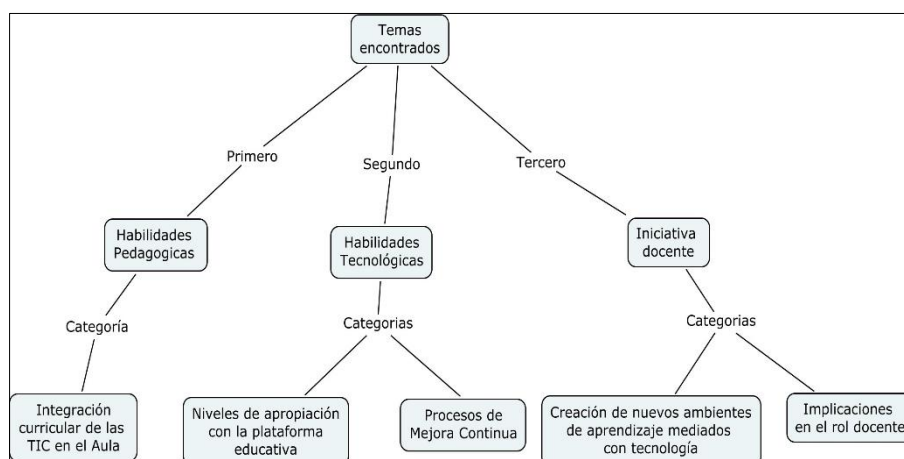 Temas
encontrados
Primero
Segundo
Tercero
Habilidades
Pedagogicas
Habilidades
Tecnológicas
Iniciativa
docente
Categoría
Categorias
Categorias
Integración
curricular de las
TIC en el Aula
Niveles de apropiación
con la plataforma
educativa
Procesos de
Mejora Continua
Creación de nuevos ambientes
de aprendizaje mediados
con tecnología
Implicaciones
en el rol docente